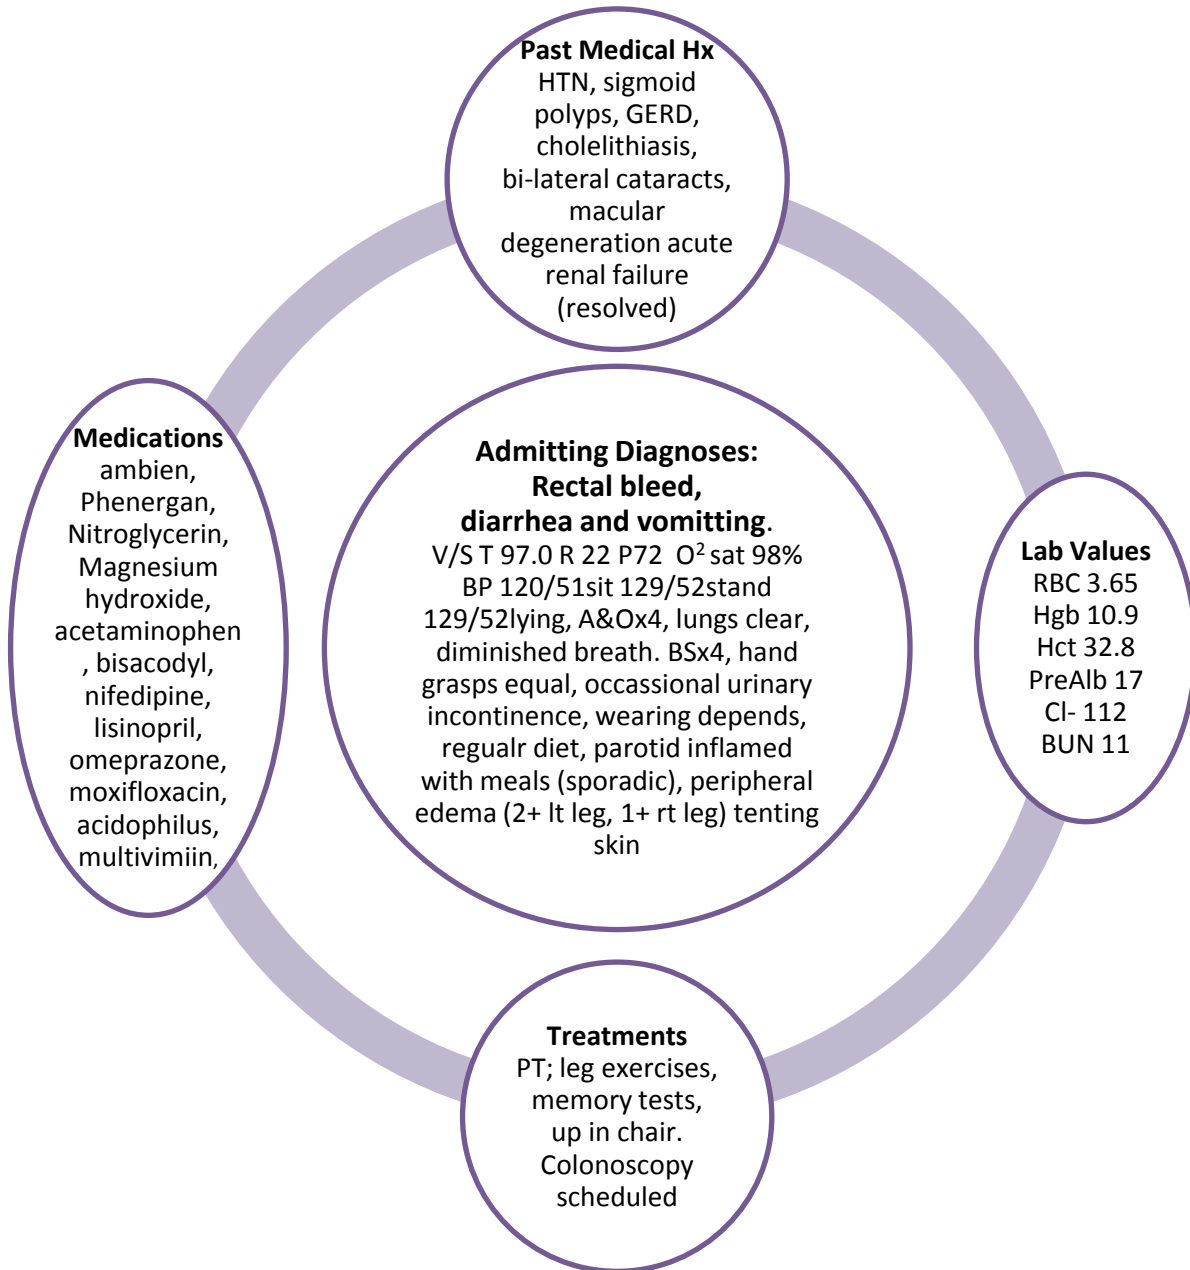 Past Medical Hx
HTN, sigmoid
polyps, GERD,
cholelithiasis,
bi-lateral cataracts,
macular
degeneration acute
renal failure
(resolved)
Medications
ambien,
Phenergan,
Nitroglycerin,
Magnesium
hydroxide,
acetaminophen
, bisacodyl,
nifedipine,
lisinopril,
omeprazone,
moxifloxacin,
acidophilus,
multivimiin,
Admitting Diagnoses:
Rectal bleed,
diarrhea and vomitting.
V/S T 97.0 R 22 P72 O² sat 98%
BP 120/51sit 129/52stand
129/52lying, A&Ox4, lungs clear,
diminished breath. BSx4, hand
grasps equal, occassional urinary
incontinence, wearing depends,
regualr diet, parotid inflamed
with meals (sporadic), peripheral
edema (2+ lt leg, 1+ rt leg) tenting
skin
Lab Values
RBC 3.65
Hgb 10.9
Hct 32.8
PreAlb 17
Cl- 112
BUN 11
Treatments
PT; leg exercises,
memory tests,
up in chair.
Colonoscopy
scheduled